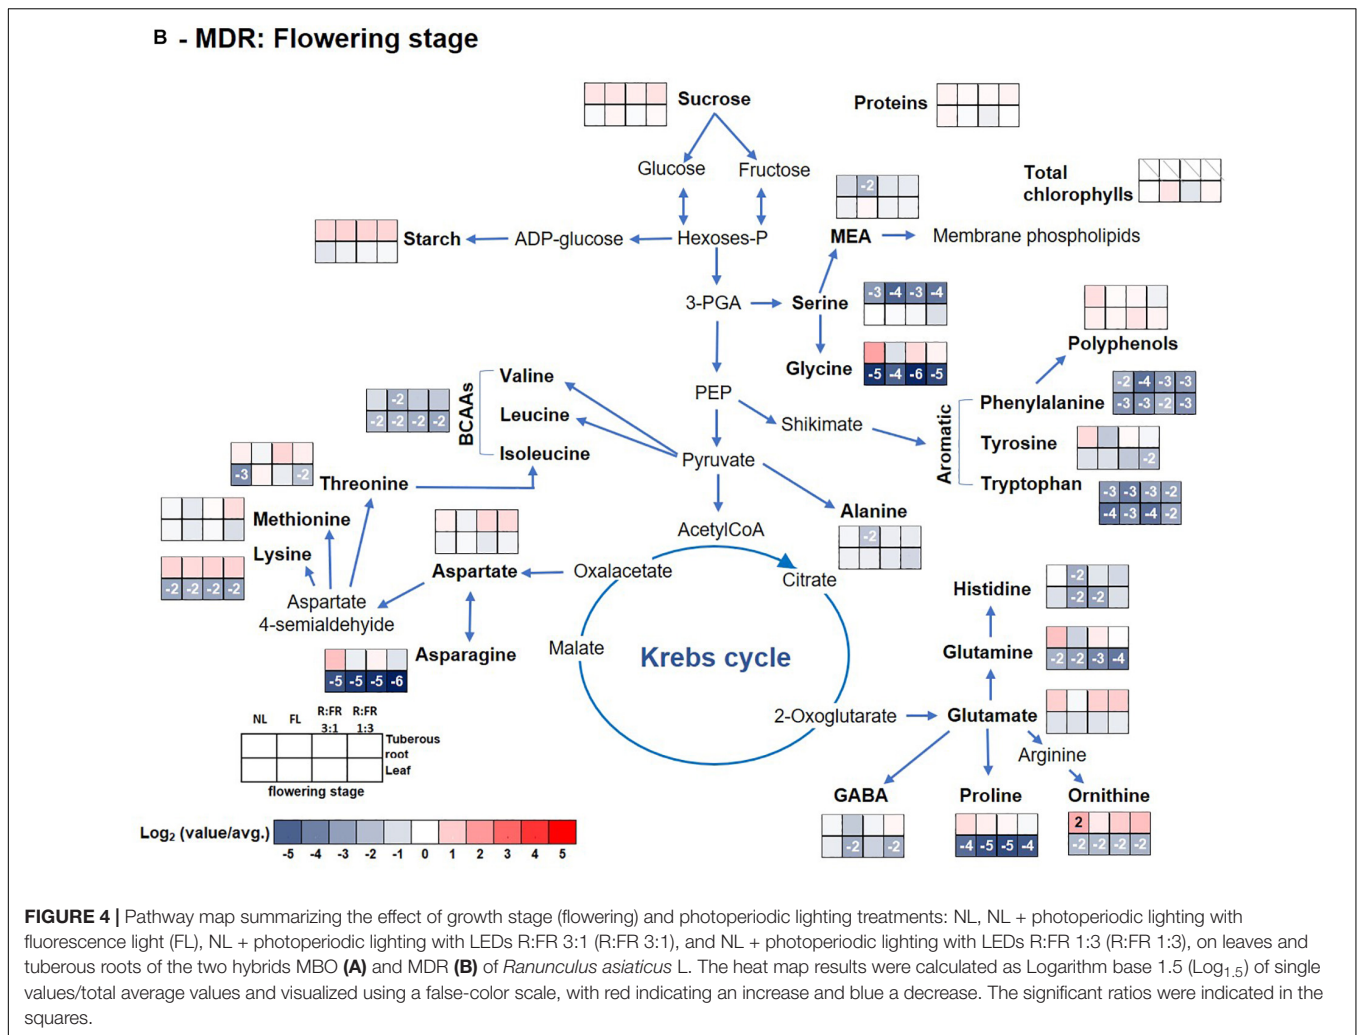 B - MDR: Flowering stage
Sucrose
Proteins
Glucose
Fructose
Total
chlorophylls
-2
Starch
ADP-glucose
Hexoses-P
MEA
Membrane phospholipids
3-PGA
Serine
-3 -4 -3 -4
Glycine
-5 -4 -6 -5
Polyphenols
BCAAs
Valine
Leucine
Isoleucine
-2
-2 -2 -2 -2
PEP
Shikimate
Aromatic
Phenylalanine
-2 -4 -3 -3
-3 -3 -2 -3
Tyrosine
-2
Tryptophan
-3 -3 -3 -2
-4 -3 -4 -2
Pyruvate
-3 -2
Threonine
Methionine
Lysine
-2 -2 -2 -2
Alanine
-2
AcetylCoA
Aspartate
Oxalacetate
Citrate
Aspartate
4-semialdehyide
Asparagine
-5 -5 -5 -6
Malate
Krebs cycle
Histidine
-2
-2 -2
Glutamine
-2 -2 -3 -4
2-Oxoglutarate
Glutamate
Arginine
GABA
-2 -2
Proline
-4 -5 -5 -4
Ornithine
2
-2 -2 -2 -2
NL FL R:FR 3:1 R:FR 1:3
Tuberous
root
Leaf
flowering stage
Log2 (value/avg.)
-5 -4 -3 -2 -1 0 1 2 3 4 5
FIGURE 4 | Pathway map summarizing the effect of growth stage (flowering) and photoperiodic lighting treatments: NL, NL + photoperiodic lighting with
fluorescence light (FL), NL + photoperiodic lighting with LEDs R:FR 3:1 (R:FR 3:1), and NL + photoperiodic lighting with LEDs R:FR 1:3 (R:FR 1:3), on leaves and
tuberous roots of the two hybrids MBO (A) and MDR (B) of Ranunculus asiaticus L. The heat map results were calculated as Logarithm base 1.5 (Log1.5) of single
values/total average values and visualized using a false-color scale, with red indicating an increase and blue a decrease. The significant ratios were indicated in the
squares.